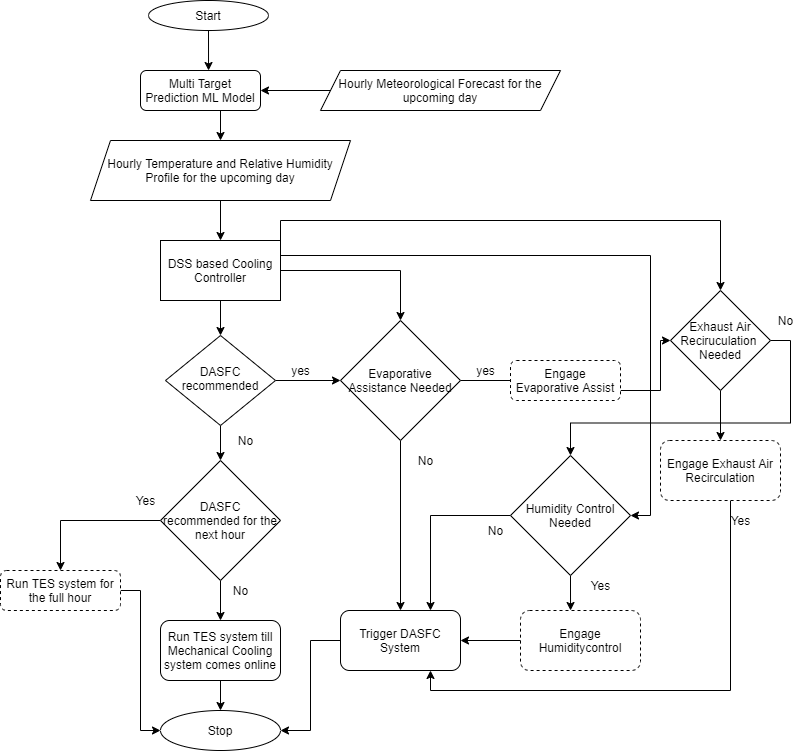 Start
Multi Target
Prediction ML Model
Hourly Meteorological Forecast for the
upcoming day
Hourly Temperature and Relative Humidity
Profile for the upcoming day
DSS based Cooling
Controller
DASFC
recommended
yes
Evaporative
Assistance Needed
yes
Engage
Evaporative Assist
Exhaust Air
Reciruculation
Needed
No
No
No
Engage Exhaust Air
Recirculation
Yes
Yes
DASFC
recommended for the
next hour
Humidity Control
Needed
No
Yes
Run TES system for
the full hour
No
Run TES system till
Mechanical Cooling
system comes online
Trigger DASFC
System
Engage
Humiditycontrol
Stop